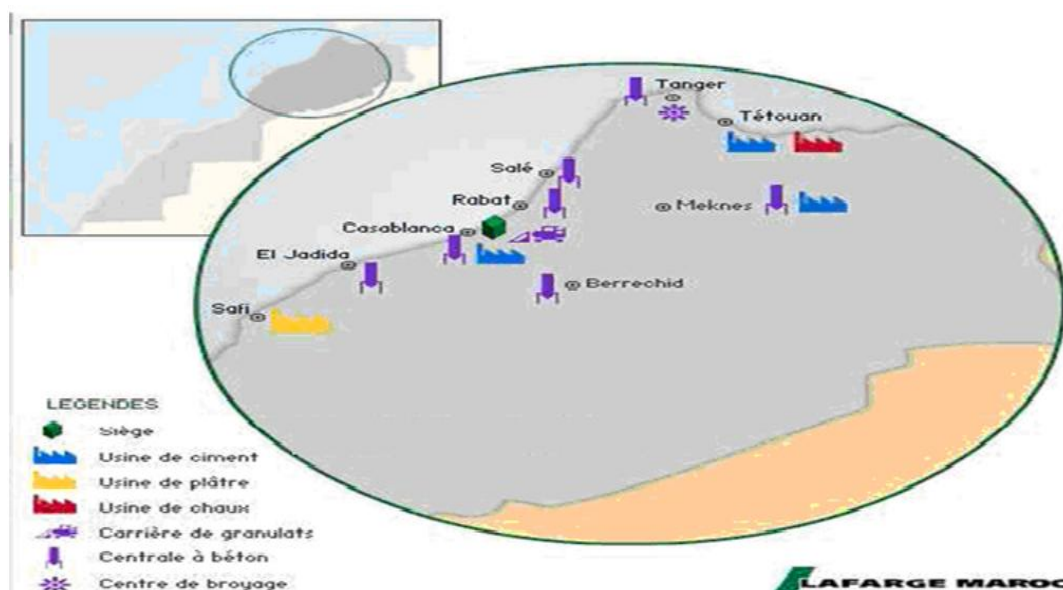 Tanger
Tétouan
Salé
Rabat
Meknes
Casablanca
El Jadida
Berrechid
Safi
LEGENDES
Siège
Usine de ciment
Usine de plâtre
Usine de chaux
Carrière de granulats
Centrale à béton
Centre de broyage
LAFARGE MAROC